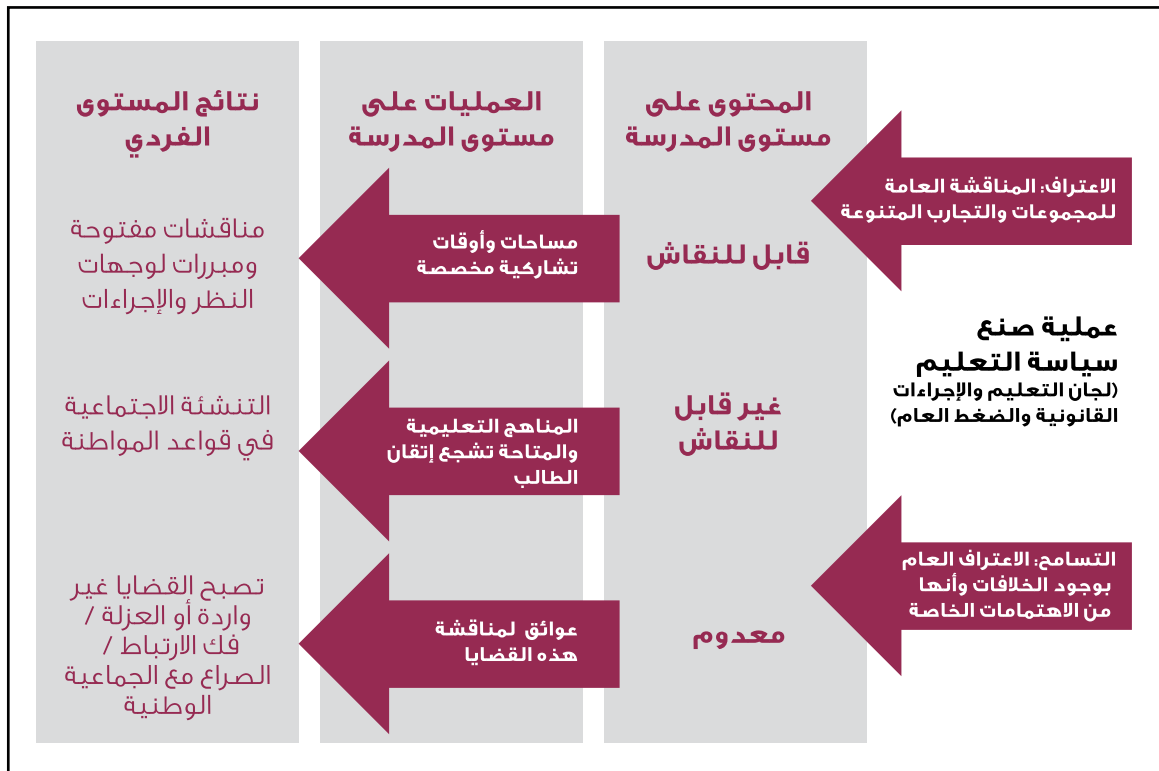 عملية صنع
سياسة التعليم
(لجان التعليم والإجراءات
القانونية والضغط العام)
الاعتراف: المناقشة العامة
للمجموعات والتجارب المتنوعة
التسامح: الاعتراف العام
بوجود الخلافات وأنها
من الاهتمامات الخاصة
المحتوى على
مستوى المدرسة
قابل للنقاش
غير قابل
للنقاش
معدوم
العمليات على
مستوى المدرسة
مساحات وأوقات
تشاركية مخصصة
المناهج التعليمية
والمتاحة تشجع إتقان
الطالب
عوائق لمناقشة
هذه القضايا
نتائج المستوى
الفردي
مناقشات مفتوحة
ومبررات لوجهات
النظر والإجراءات
التنشئة الاجتماعية
في قواعد المواطنة
تصبح القضايا غير
واردة أو العزلة /
فك الارتباط /
الصراع مع الجماعية
الوطنية